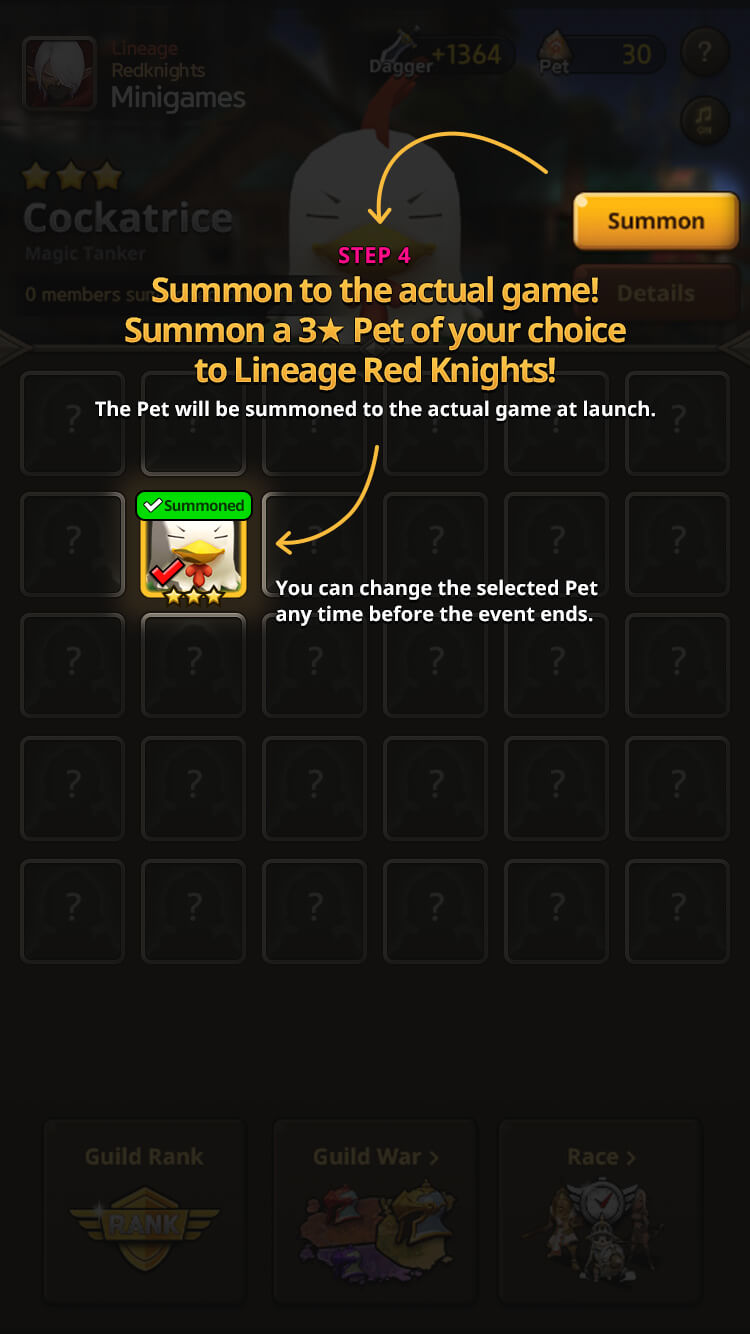 Lineage
Redknights
Minigames
Dagger +1364
Pet 30
?
ON
Cockatrice
Magic Tanker
Summon
STEP 4
0 members su
Summon to the actual game!
Details
Summon a 3★ Pet of your choice
to Lineage Red Knights!
The Pet will be summoned to the actual game at launch.
? ? ? ? ? ?
Summoned
? ? ? ? ?
You can change the selected Pet
any time before the event ends.
? ? ? ? ? ?
? ? ? ? ? ?
? ? ? ? ? ?
Guild Rank
Guild War >
Race >
RANK